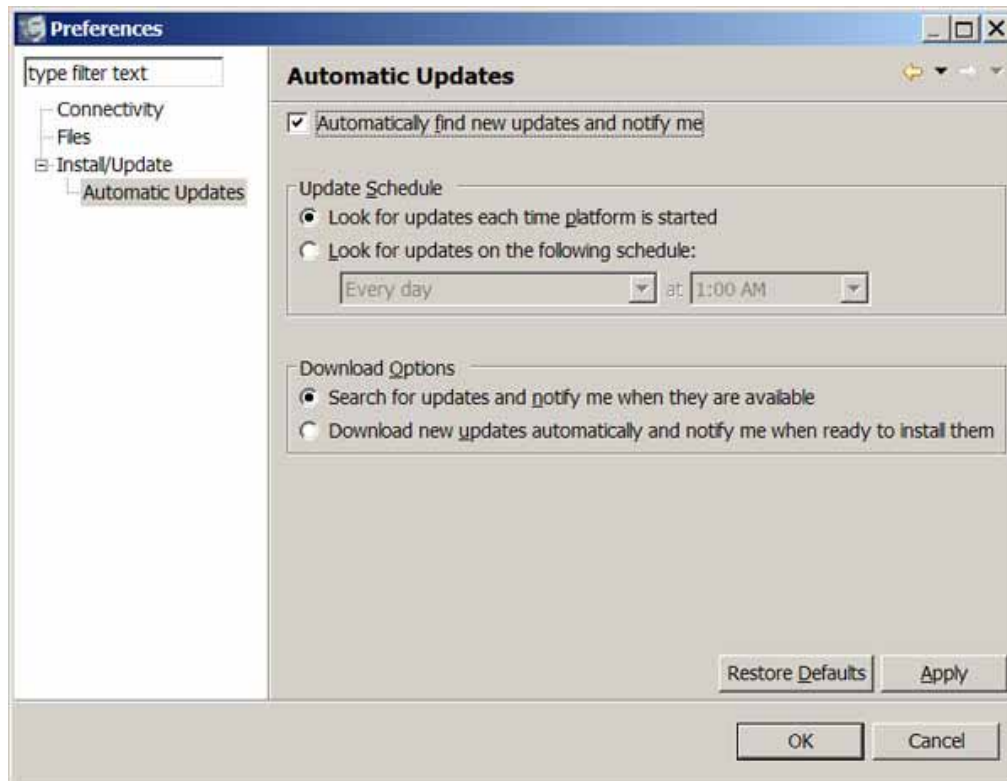 Preferences
type filter text
Connectivity
Files
Install/Update
Automatic Updates
Automatic Updates
Automatically find new updates and notify me
Update Schedule
Look for updates each time platform is started
Look for updates on the following schedule:
Every day at 1:00 AM
Download Options
Search for updates and notify me when they are available
Download new updates automatically and notify me when ready to install them
Restore Defaults Apply
OK Cancel